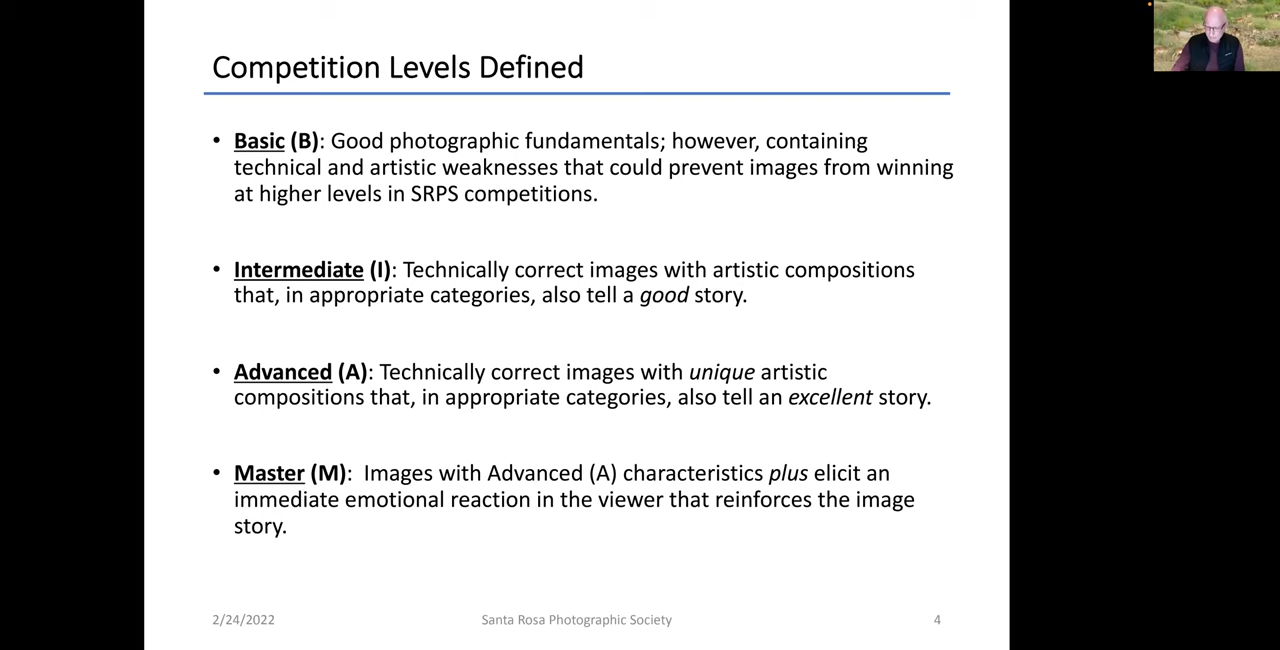 Competition Levels Defined
• Basic (B): Good photographic fundamentals; however, containing
technical and artistic weaknesses that could prevent images from winning
at higher levels in SRPS competitions.
• Intermediate (I): Technically correct images with artistic compositions
that, in appropriate categories, also tell a good story.
• Advanced (A): Technically correct images with unique artistic
compositions that, in appropriate categories, also tell an excellent story.
• Master (M):  Images with Advanced (A) characteristics plus elicit an
immediate emotional reaction in the viewer that reinforces the image
story.
2/24/2022 Santa Rosa Photographic Society 4